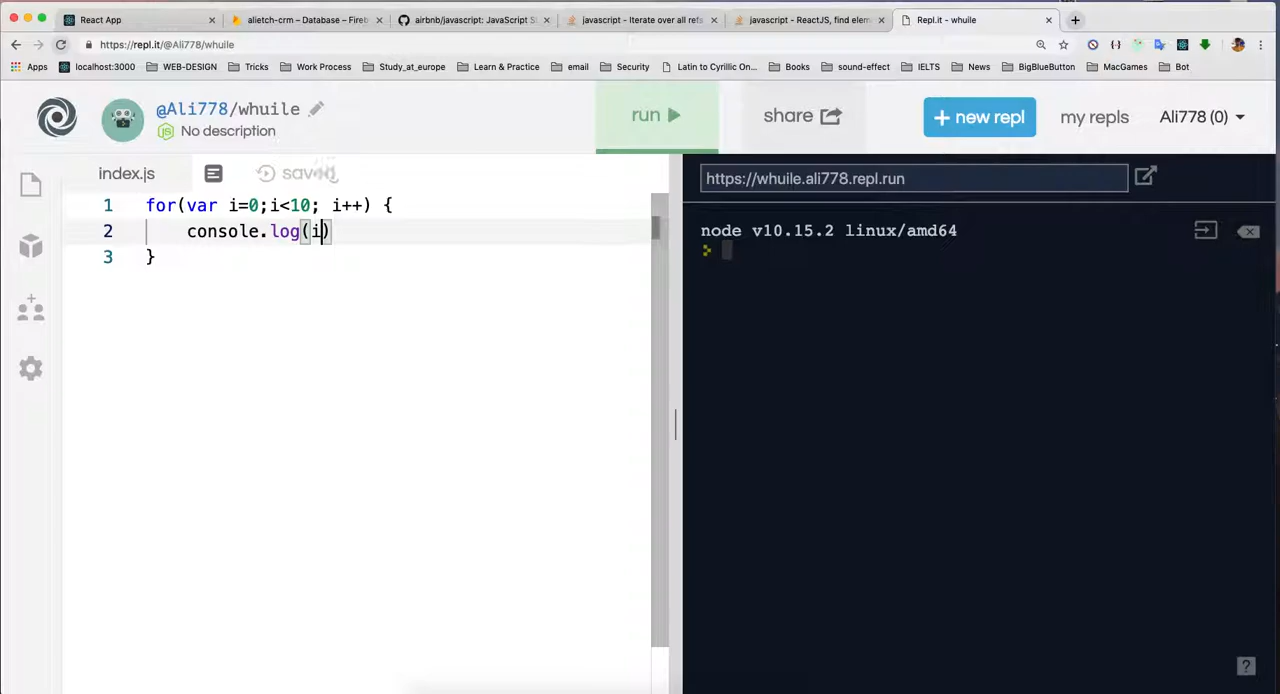 React App
alietch-crm – Database – Fireb
airbnb/javascript: JavaScript S
javascript - Iterate over all refs
javascript - ReactJS, find elem
Repl.it - whuile
https://repl.it/@Ali778/whuile
Apps
localhost:3000
WEB-DESIGN
Tricks
Work Process
Study_at_europe
Learn & Practice
email
Security
Latin to Cyrillic On...
Books
sound-effect
IELTS
News
BigBlueButton
MacGames
Bot
@Ali778/whuile
No description
run
share
+ new repl
my repls
Ali778 (0)
index.js
saved
https://whuile.ali778.repl.run
1 for(var i=0;i<10; i++) {
2 console.log(i)
3 }
node v10.15.2 linux/amd64
?